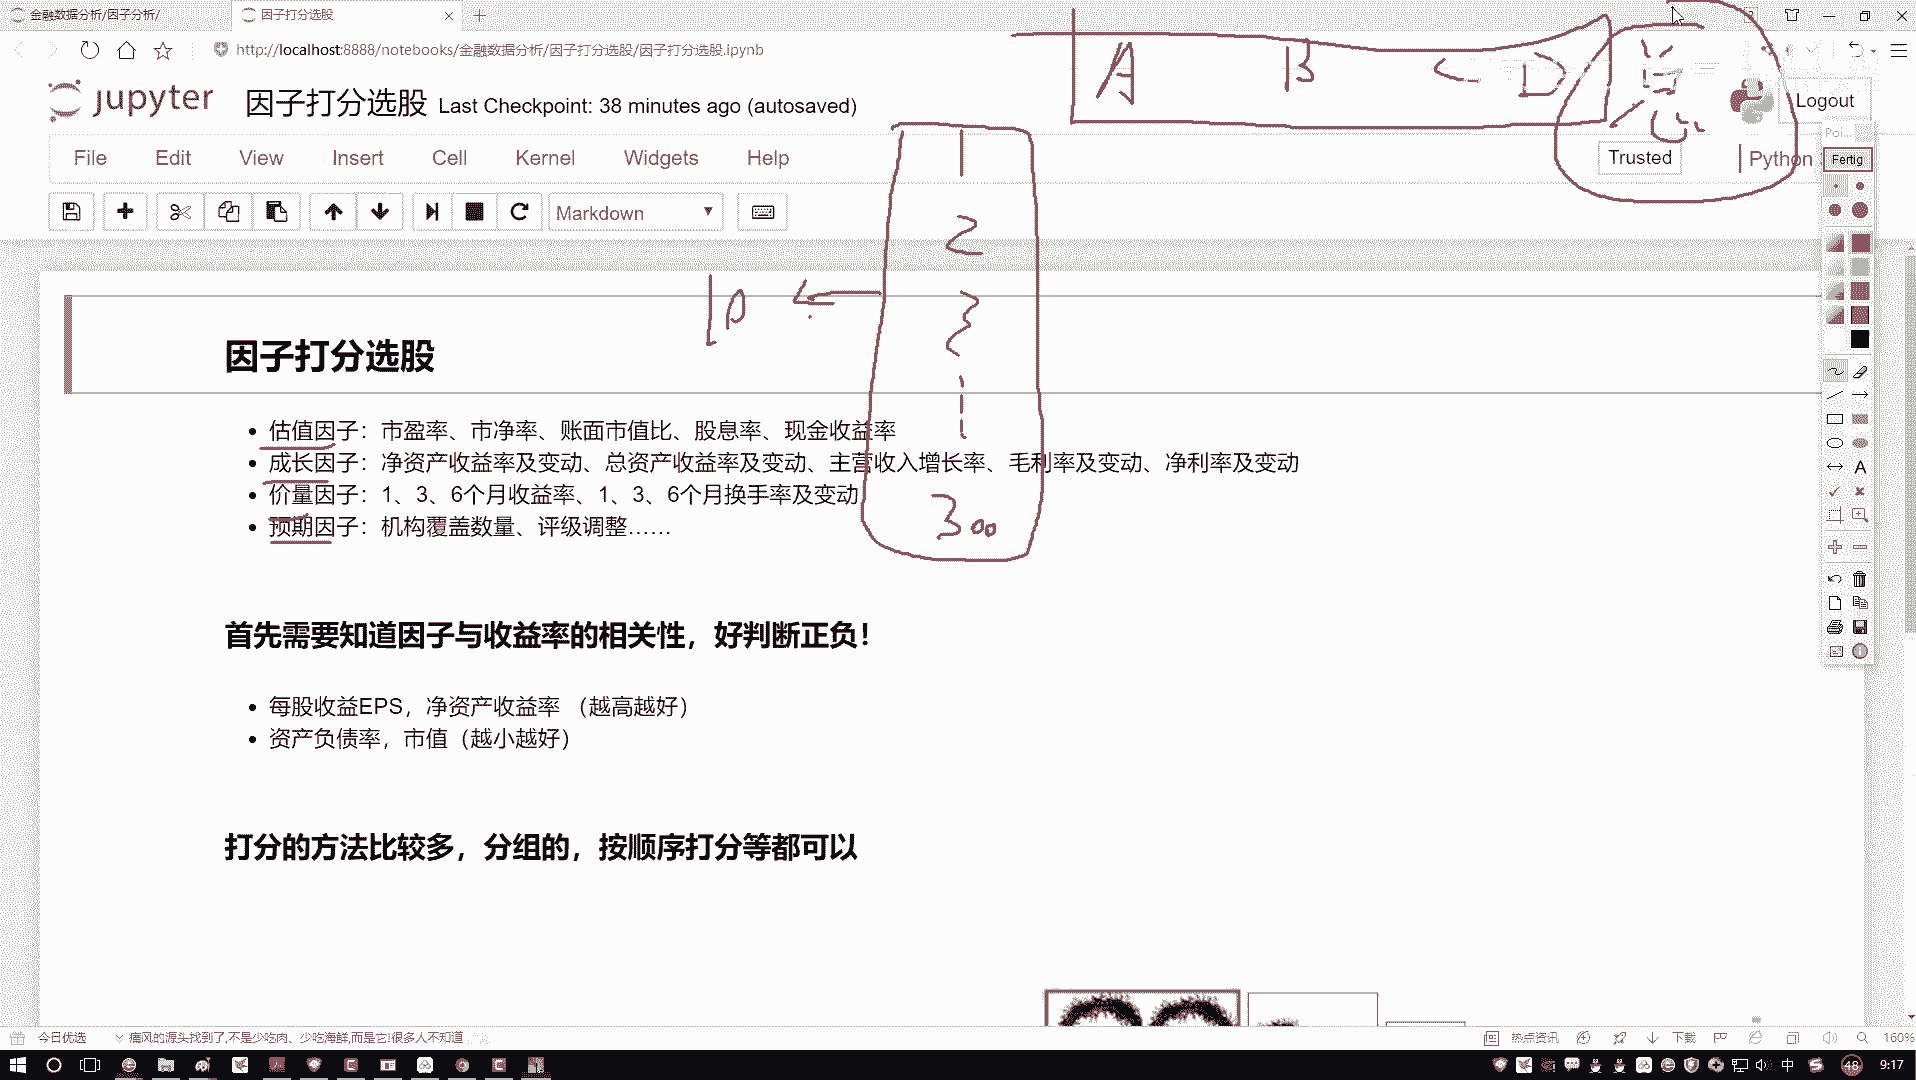 金融数据分析/因子分析/
因子打分选股
http://localhost:8888/notebooks/金融数据分析/因子打分选股/因子打分选股.ipynb
A B C D 总
jupyter 因子打分选股 Last Checkpoint: 38 minutes ago (autosaved)
Logout
Poi...
File Edit View Insert Cell Kernel Widgets Help
Trusted
Python
Fertig
Markdown
1
2
3
300
10
因子打分选股
• 估值因子：市盈率、市净率、账面市值比、股息率、现金收益率
• 成长因子：净资产收益率及变动、总资产收益率及变动、主营收入增长率、毛利率及变动、净利率及变动
• 价量因子：1、3、6个月收益率、1、3、6个月换手率及变动
• 预期因子：机构覆盖数量、评级调整……
首先需要知道因子与收益率的相关性，好判断正负！
• 每股收益EPS，净资产收益率 （越高越好）
• 资产负债率，市值（越小越好）
打分的方法比较多，分组的，按顺序打分等都可以
今日优选
痛风的源头找到了,不是少吃肉、少吃海鲜,而是它!很多人不知道
热点资讯
下载
160%
中
48
9:17